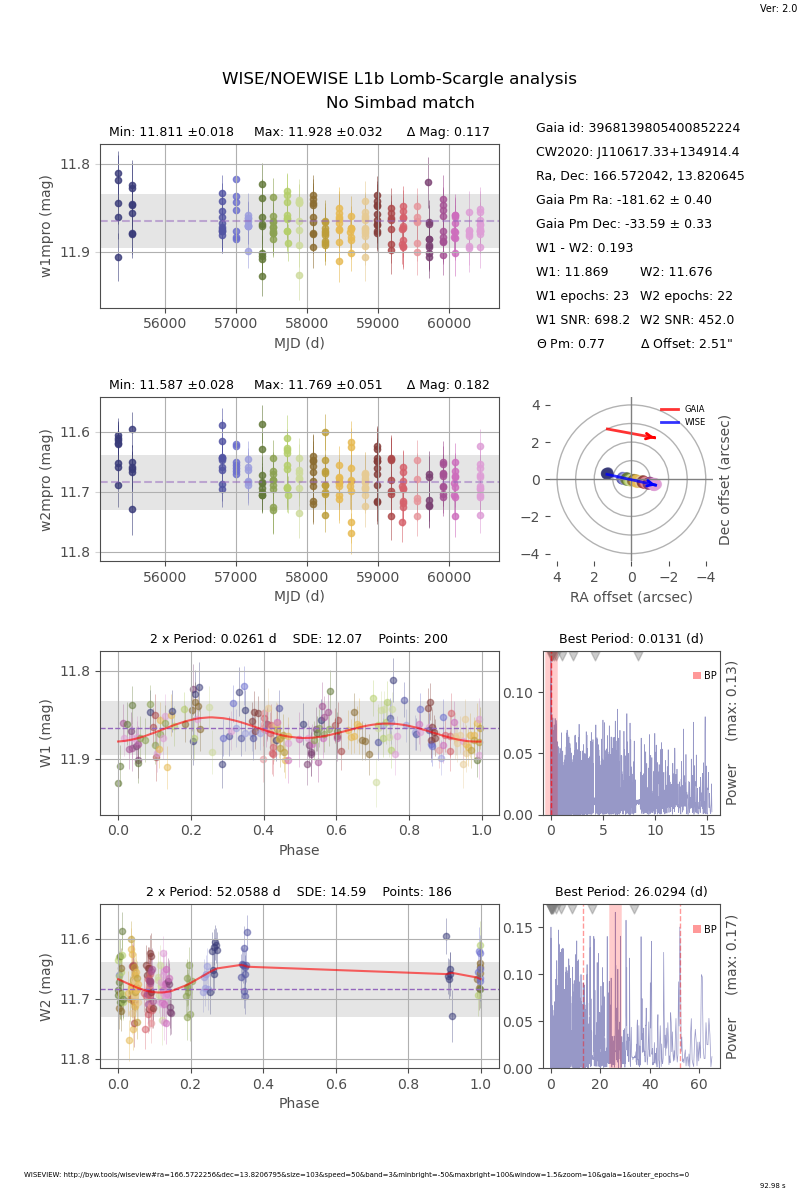 Ver: 2.0
WISE/NOEWISE L1b Lomb-Scargle analysis
No Simbad match
Min: 11.811 ±0.018 Max: 11.928 ±0.032 Δ Mag: 0.117
11.8
11.9
w1mpro (mag)
56000 57000 58000 59000 60000
MJD (d)
Gaia id: 3968139805400852224
CW2020: J110617.33+134914.4
Ra, Dec: 166.572042, 13.820645
Gaia Pm Ra: -181.62 ± 0.40
Gaia Pm Dec: -33.59 ± 0.33
W1 - W2: 0.193
W1: 11.869 W2: 11.676
W1 epochs: 23 W2 epochs: 22
W1 SNR: 698.2 W2 SNR: 452.0
Θ Pm: 0.77 Δ Offset: 2.51"
Min: 11.587 ±0.028 Max: 11.769 ±0.051 Δ Mag: 0.182
11.6
11.7
11.8
w2mpro (mag)
56000 57000 58000 59000 60000
MJD (d)
GAIA
WISE
4
2
0
−2
−4
4 2 0 −2 −4
RA offset (arcsec)
Dec offset (arcsec)
2 x Period: 0.0261 d SDE: 12.07 Points: 200
11.8
11.9
W1 (mag)
0.0 0.2 0.4 0.6 0.8 1.0
Phase
Best Period: 0.0131 (d)
BP
0.10
0.05
0.00
0 5 10 15
Power (max: 0.13)
2 x Period: 52.0588 d SDE: 14.59 Points: 186
11.6
11.7
11.8
W2 (mag)
0.0 0.2 0.4 0.6 0.8 1.0
Phase
Best Period: 26.0294 (d)
BP
0.15
0.10
0.05
0.00
0 20 40 60
Power (max: 0.17)
WISEVIEW: http://byw.tools/wiseview#ra=166.5722256&dec=13.8206795&size=103&speed=50&band=3&minbright=-50&maxbright=100&window=1.5&zoom=10&gaia=1&outer_epochs=0
92.98 s